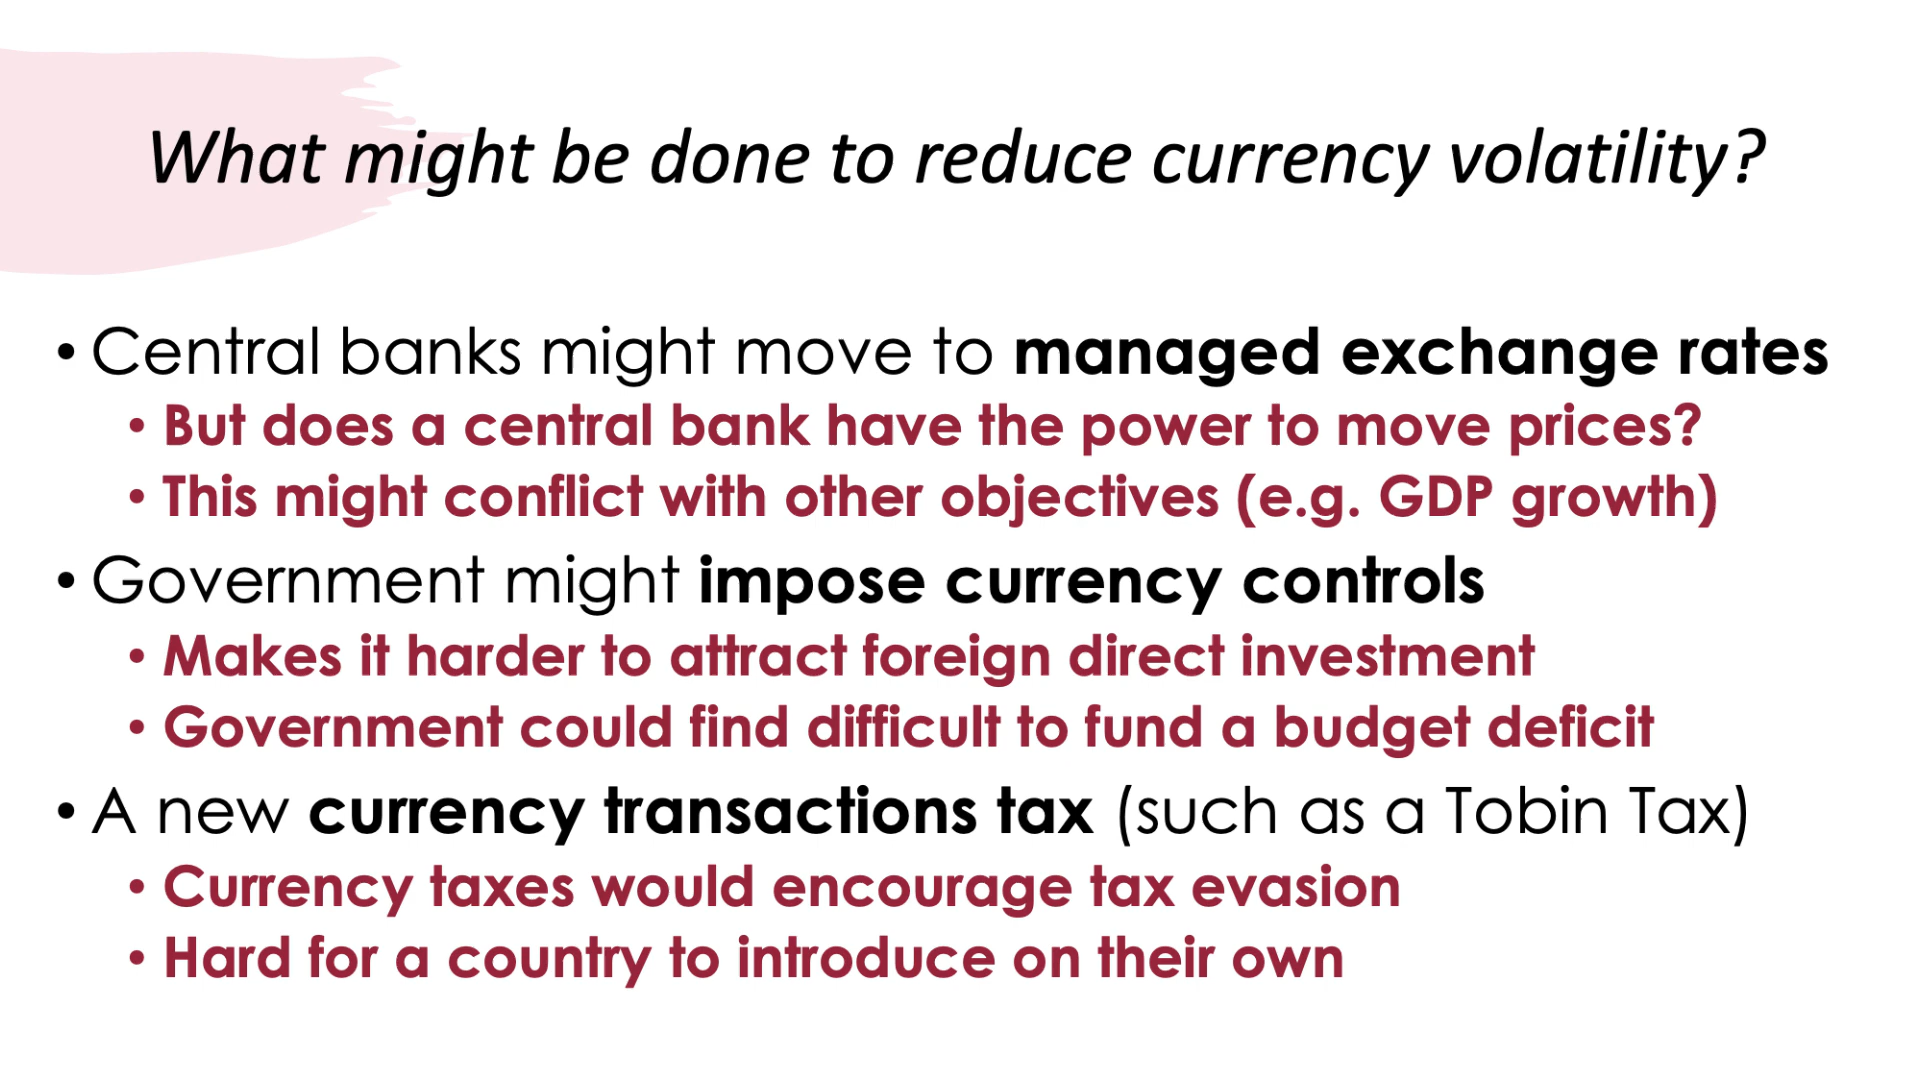 What might be done to reduce currency volatility?
• Central banks might move to managed exchange rates
• But does a central bank have the power to move prices?
• This might conflict with other objectives (e.g. GDP growth)
• Government might impose currency controls
• Makes it harder to attract foreign direct investment
• Government could find difficult to fund a budget deficit
• A new currency transactions tax (such as a Tobin Tax)
• Currency taxes would encourage tax evasion
• Hard for a country to introduce on their own